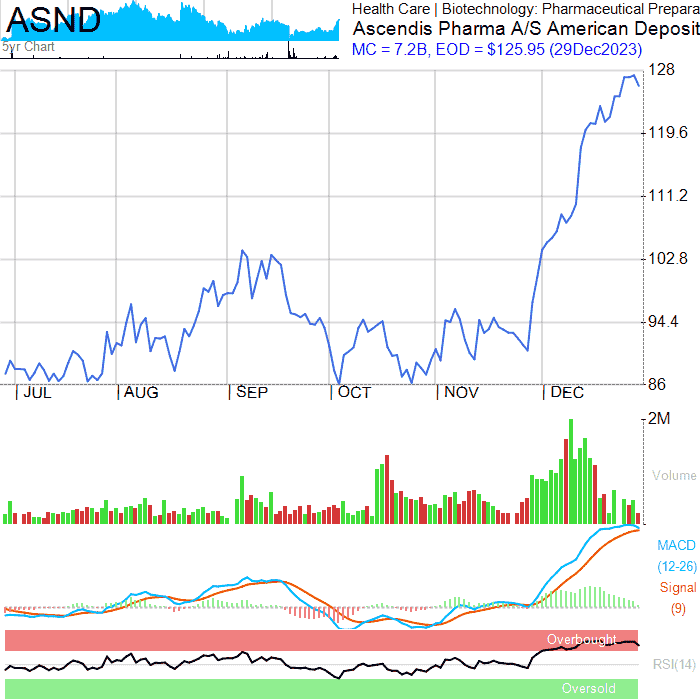 ASND
5yr Chart
Health Care | Biotechnology: Pharmaceutical Prepara
Ascendis Pharma A/S American Deposit
MC = 7.2B, EOD = $125.95 (29Dec2023)
128
119.6
111.2
102.8
94.4
86
JUL AUG SEP OCT NOV DEC
2M
Volume
MACD
(12-26)
Signal
(9)
Overbought
RSI(14)
Oversold